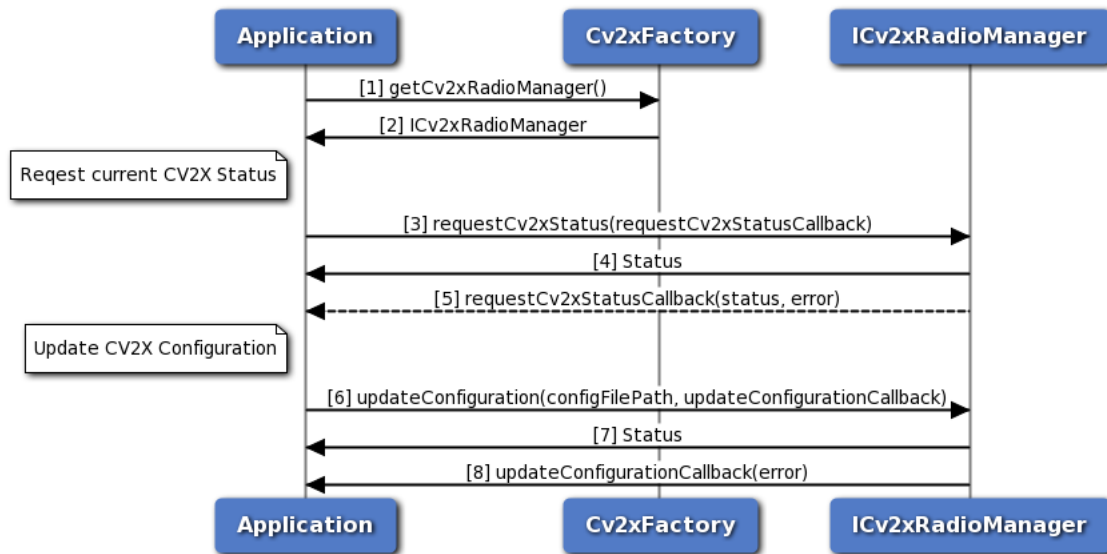 Application
Cv2xFactory
ICv2xRadioManager
[1] getCv2xRadioManager()
[2] ICv2xRadioManager
Reqest current CV2X Status
[3] requestCv2xStatus(requestCv2xStatusCallback)
[4] Status
[5] requestCv2xStatusCallback(status, error)
Update CV2X Configuration
[6] updateConfiguration(configFilePath, updateConfigurationCallback)
[7] Status
[8] updateConfigurationCallback(error)
Application
Cv2xFactory
ICv2xRadioManager